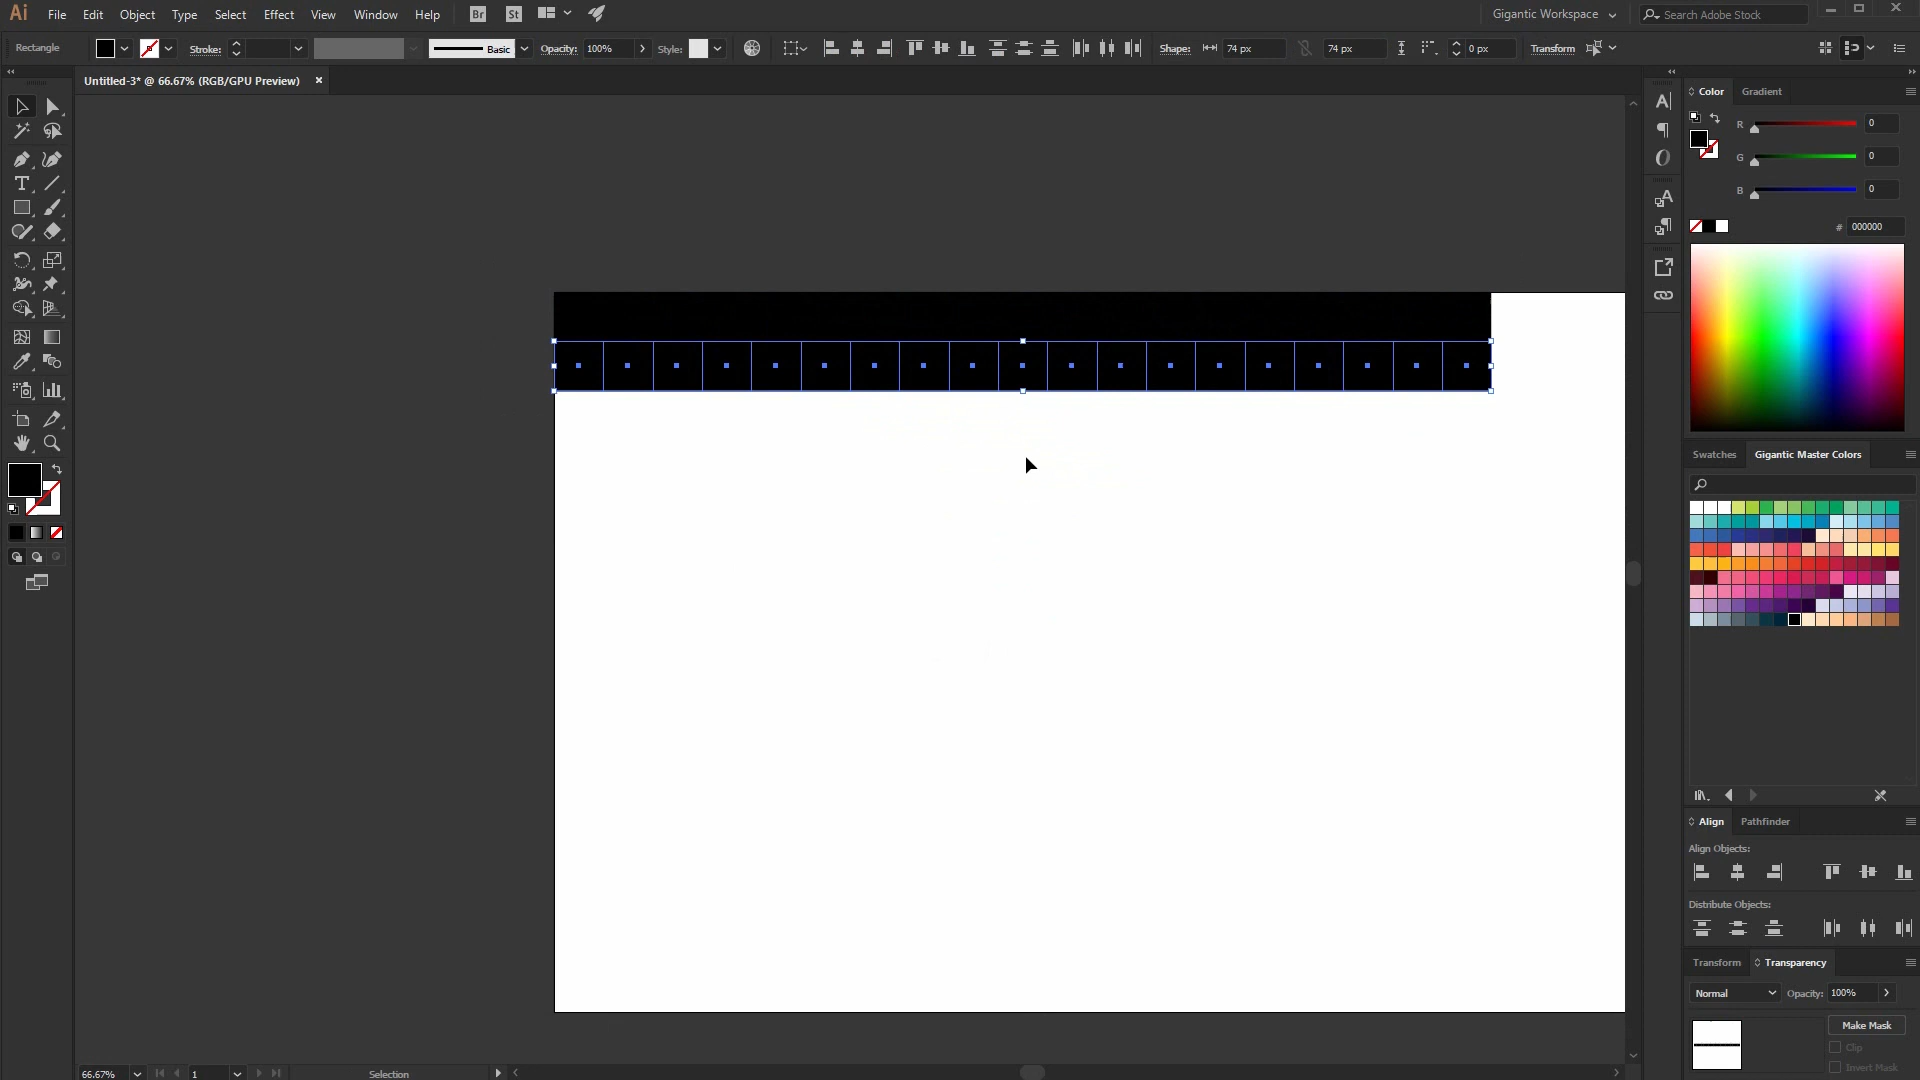 Ai File Edit Object Type Select Effect View Window Help Br St Gigantic Workspace Search Adobe Stock
Rectangle Stroke: Basic Opacity: 100% Style: Shape: 74 px 74 px 0 px Transform
Untitled-3* @ 66.67% (RGB/GPU Preview) ×
Color Gradient
R 0
G 0
B 0
# 000000
Swatches Gigantic Master Colors
Align Pathfinder
Align Objects:
Distribute Objects:
Transform Transparency
Normal Opacity: 100%
Make Mask
Clip
Invert Mask
66.67% 1 Selection